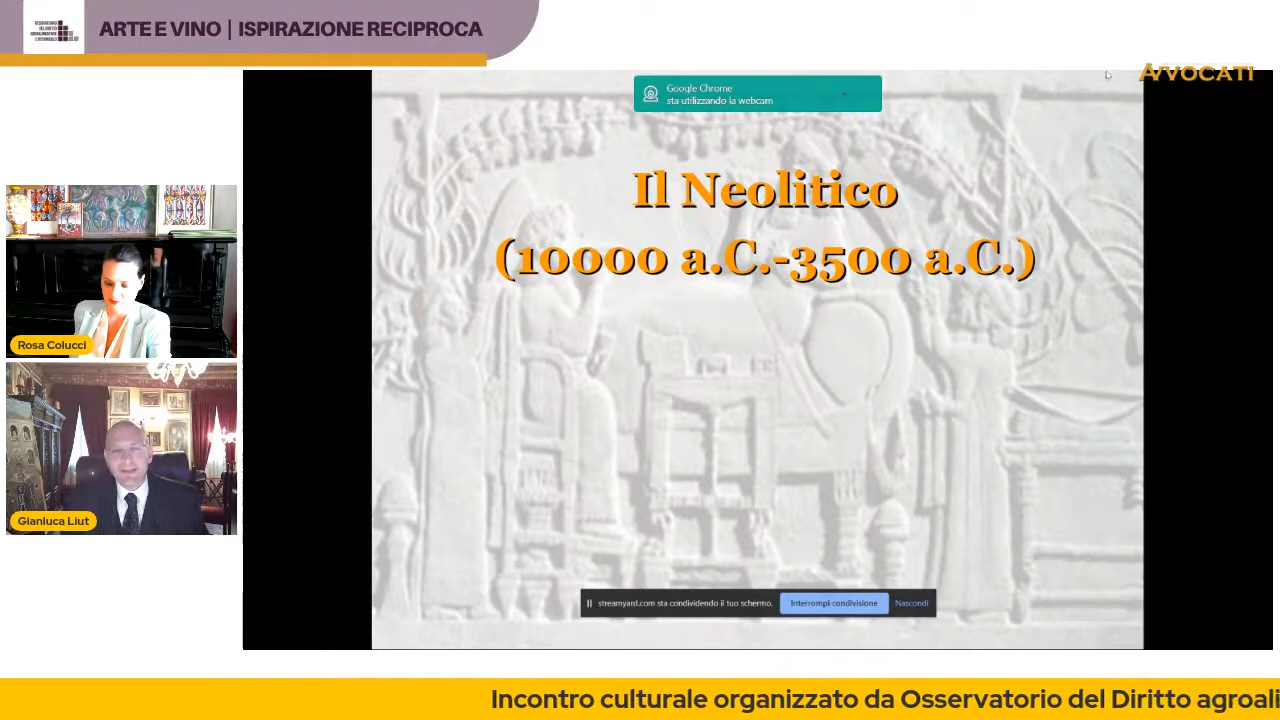 ARTE E VINO | ISPIRAZIONE RECIPROCA
AVVOCATI
Google Chrome
sta utilizzando la webcam
Il Neolitico
(10000 a.C.-3500 a.C.)
Rosa Colucci
Gianluca Liut
streamyard.com sta condividendo il tuo schermo.
Interrompi condivisione
Nascondi
Incontro culturale organizzato da Osservatorio del Diritto agroali